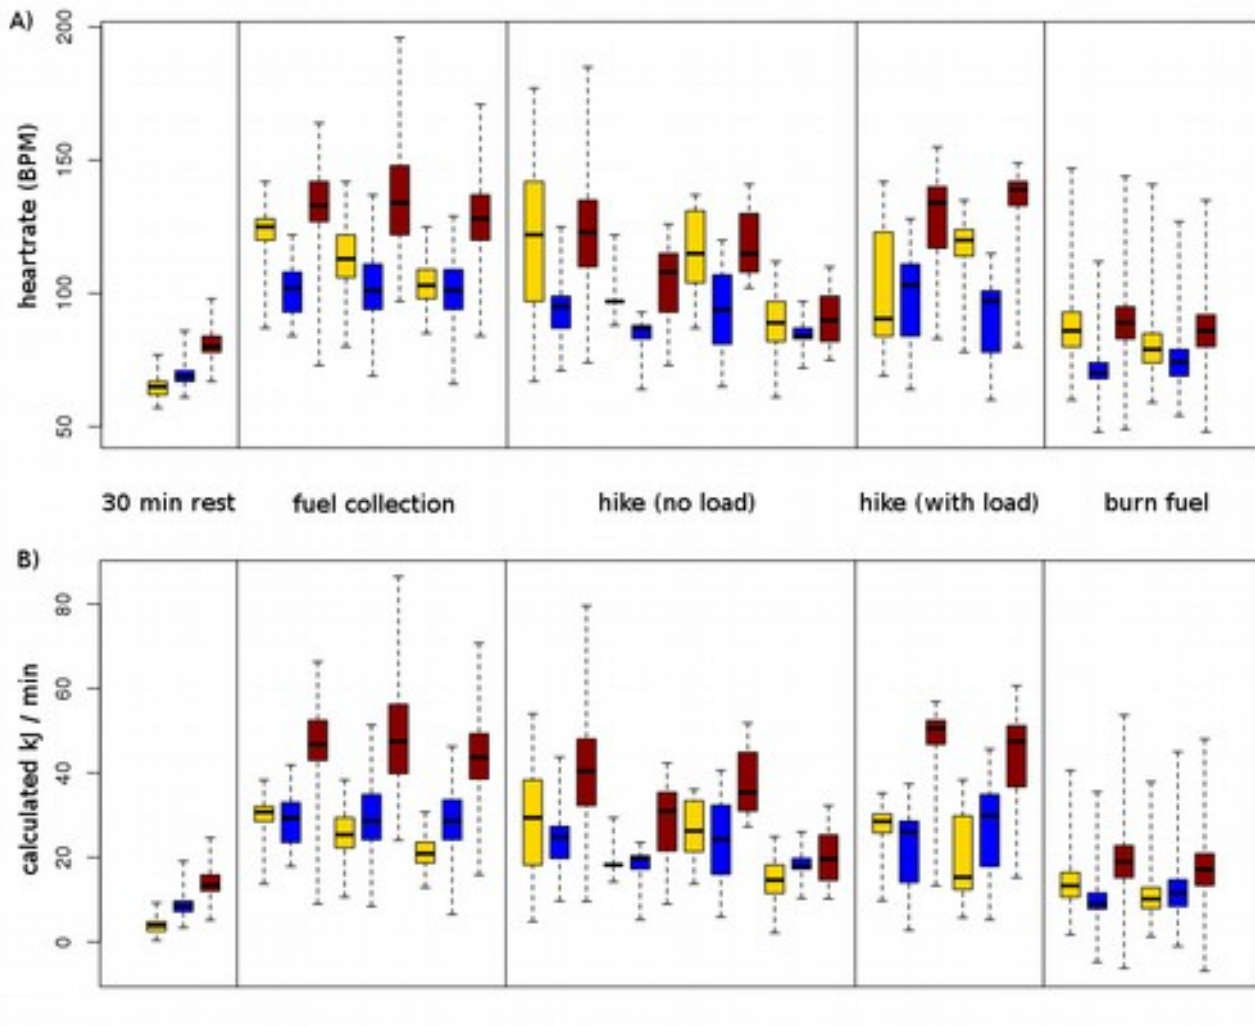 A)
heartrate (BPM)
200
150
100
50
30 min rest fuel collection hike (no load) hike (with load) burn fuel
B)
calculated kJ / min
80
60
40
20
0